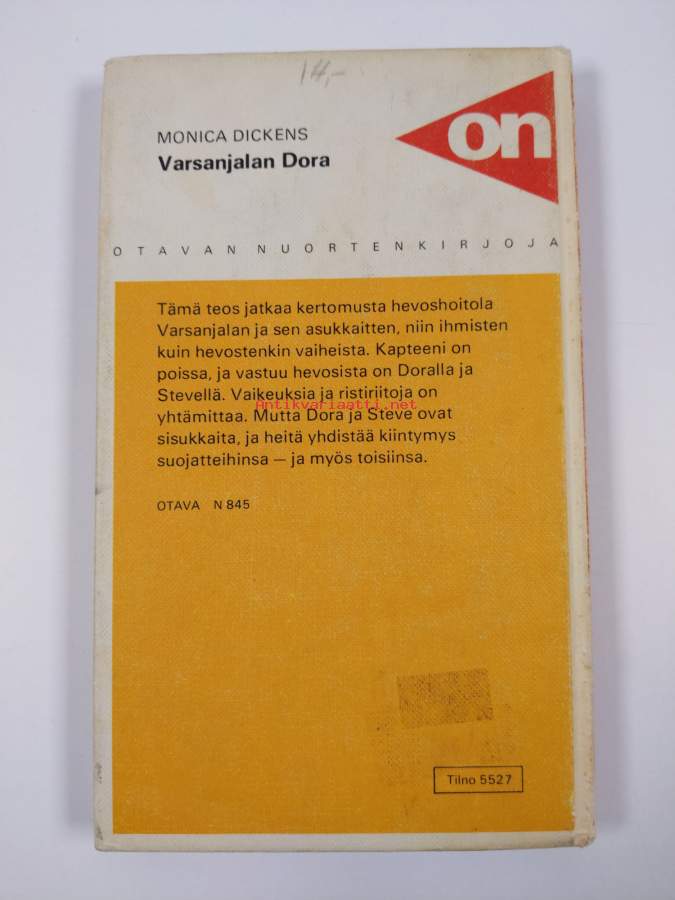 14,-
MONICA DICKENS
Varsanjalan Dora
on
OTAVAN NUORTENKIRJOJA
Tämä teos jatkaa kertomusta hevoshoitola
Varsanjalan ja sen asukkaitten, niin ihmisten
kuin hevostenkin vaiheista. Kapteeni on
poissa, ja vastuu hevosista on Doralla ja
Stevellä. Vaikeuksia ja ristiriitoja on
Antikvariaatti.net
yhtämittaa. Mutta Dora ja Steve ovat
sisukkaita, ja heitä yhdistää kiintymys
suojatteihinsa – ja myös toisiinsa.
OTAVA N 845
Tilno 5527